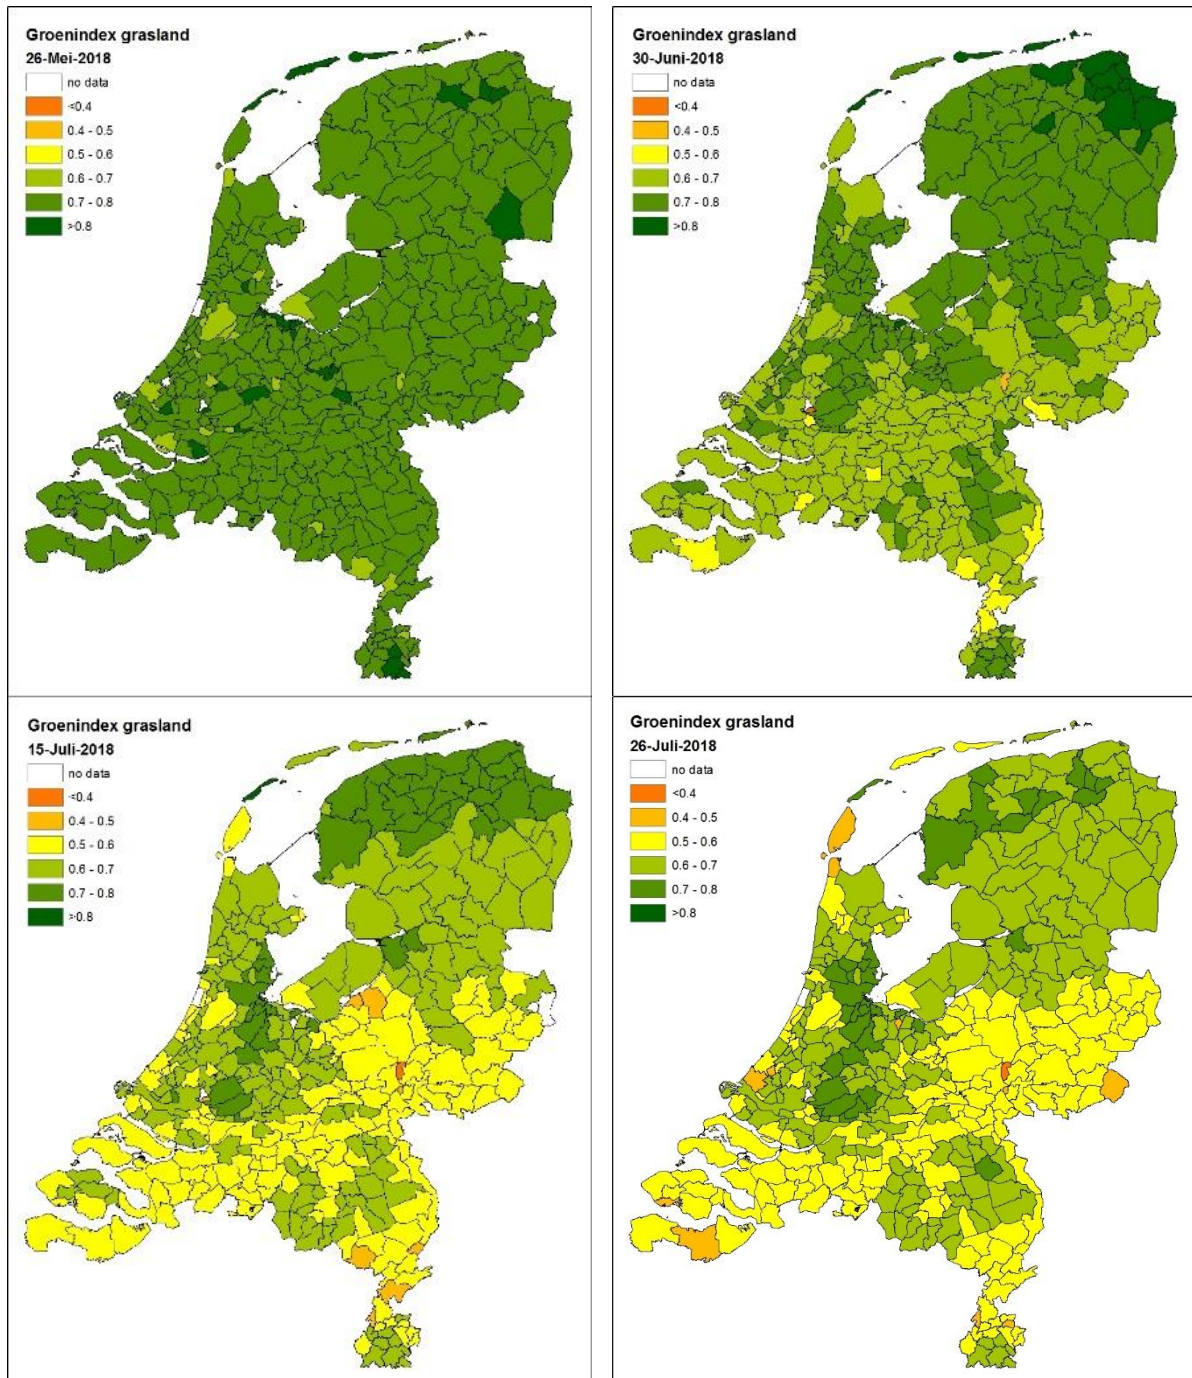 Groenindex grasland
26-Mei-2018
no data
<0.4
0.4 - 0.5
0.5 - 0.6
0.6 - 0.7
0.7 - 0.8
>0.8
Groenindex grasland
30-Juni-2018
no data
<0.4
0.4 - 0.5
0.5 - 0.6
0.6 - 0.7
0.7 - 0.8
>0.8
Groenindex grasland
15-Juli-2018
no data
<0.4
0.4 - 0.5
0.5 - 0.6
0.6 - 0.7
0.7 - 0.8
>0.8
Groenindex grasland
26-Juli-2018
no data
<0.4
0.4 - 0.5
0.5 - 0.6
0.6 - 0.7
0.7 - 0.8
>0.8